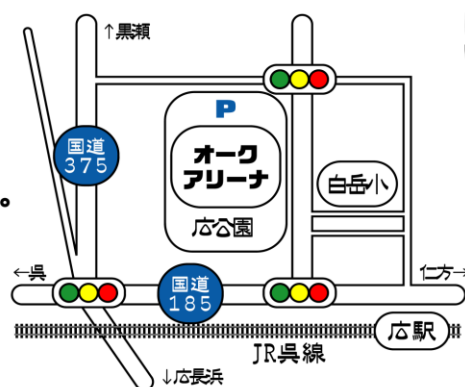 ↑黒瀬
P
国道
375
オーク
アリーナ
白岳小
広公園
←呉
国道
185
仁方→
広駅
JR呉線
↓広長浜